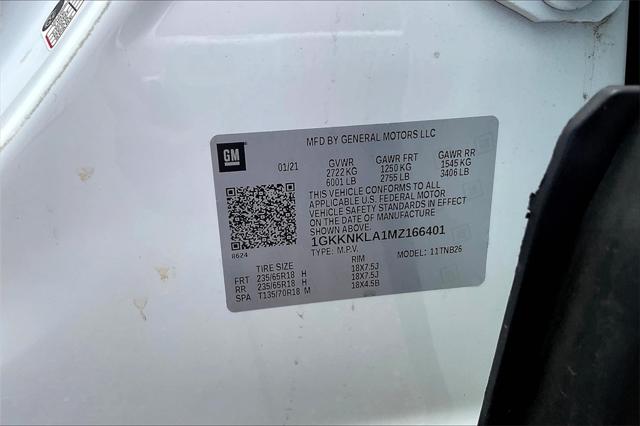 MFD BY GENERAL MOTORS LLC
GM
01/21
GVWR GAWR FRT GAWR RR
2722 KG 1250 KG 1545 KG
6001 LB 2755 LB 3406 LB
THIS VEHICLE CONFORMS TO ALL
APPLICABLE U.S. FEDERAL MOTOR
VEHICLE SAFETY STANDARDS IN EFFECT
ON THE DATE OF MANUFACTURE
SHOWN ABOVE.
1GKKNKLA1MZ166401
TYPE: M.P.V. MODEL: 11TNB26
R624
TIRE SIZE RIM
FRT 235/65R18 H 18X7.5J
RR 235/65R18 H 18X7.5J
SPA T135/70R18 M 18X4.5B